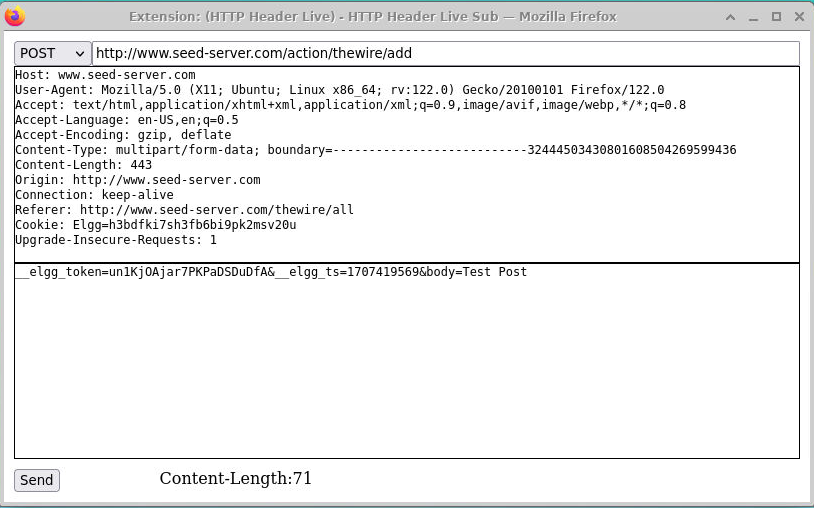 Extension: (HTTP Header Live) - HTTP Header Live Sub — Mozilla Firefox
POST http://www.seed-server.com/action/thewire/add
Host: www.seed-server.com
User-Agent: Mozilla/5.0 (X11; Ubuntu; Linux x86_64; rv:122.0) Gecko/20100101 Firefox/122.0
Accept: text/html,application/xhtml+xml,application/xml;q=0.9,image/avif,image/webp,*/*;q=0.8
Accept-Language: en-US,en;q=0.5
Accept-Encoding: gzip, deflate
Content-Type: multipart/form-data; boundary=---------------------------32444503430801608504269599436
Content-Length: 443
Origin: http://www.seed-server.com
Connection: keep-alive
Referer: http://www.seed-server.com/thewire/all
Cookie: Elgg=h3bdfki7sh3fb6bi9pk2msv20u
Upgrade-Insecure-Requests: 1
__elgg_token=un1KjOAjar7PKPaDSDuDfA&__elgg_ts=1707419569&body=Test Post
Send Content-Length:71